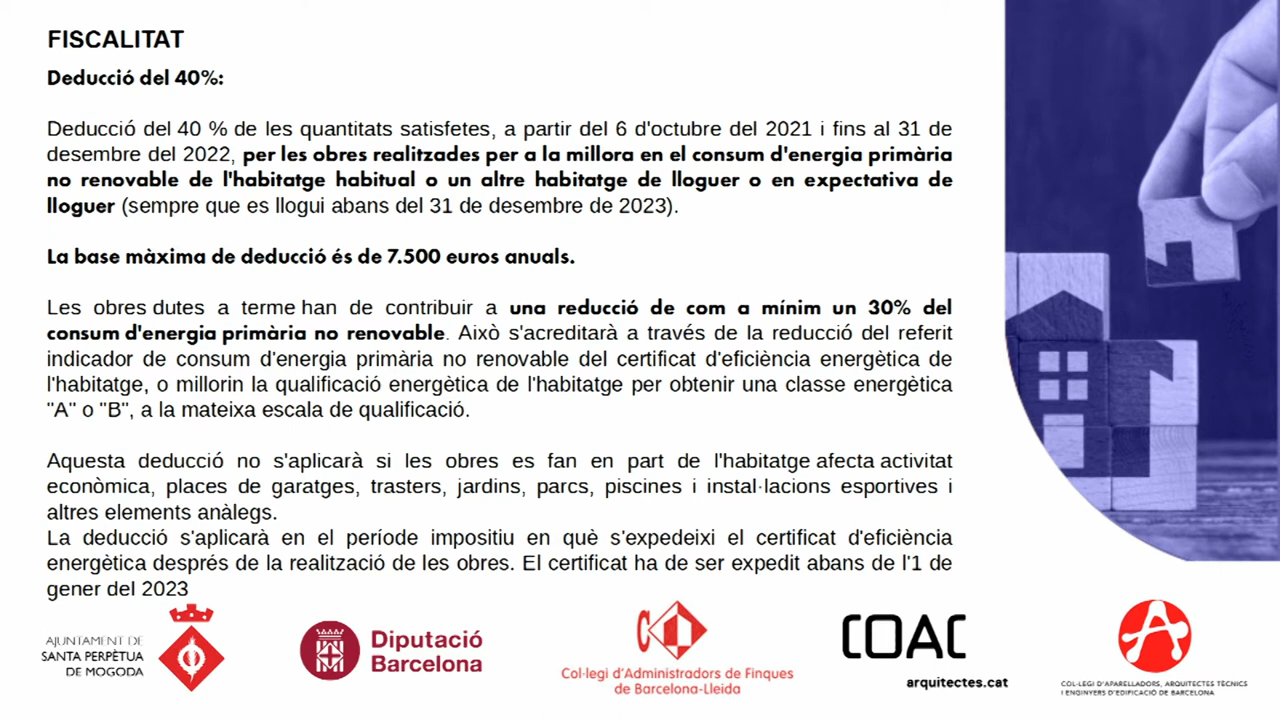 FISCALITAT
Deducció del 40%:
Deducció del 40 % de les quantitats satisfetes, a partir del 6 d'octubre del 2021 i fins al 31 de
desembre del 2022, per les obres realitzades per a la millora en el consum d'energia primària
no renovable de l'habitatge habitual o un altre habitatge de lloguer o en expectativa de
lloguer (sempre que es llogui abans del 31 de desembre de 2023).
La base màxima de deducció és de 7.500 euros anuals.
Les obres dutes a terme han de contribuir a una reducció de com a mínim un 30% del
consum d'energia primària no renovable. Això s'acreditarà a través de la reducció del referit
indicador de consum d'energia primària no renovable del certificat d'eficiència energètica de
l'habitatge, o millorin la qualificació energètica de l'habitatge per obtenir una classe energètica
"A" o "B", a la mateixa escala de qualificació.
Aquesta deducció no s'aplicarà si les obres es fan en part de l'habitatge afecta activitat
econòmica, places de garatges, trasters, jardins, parcs, piscines i instal·lacions esportives i
altres elements anàlegs.
La deducció s'aplicarà en el període impositiu en què s'expedeixi el certificat d'eficiència
energètica després de la realització de les obres. El certificat ha de ser expedit abans de l'1 de
gener del 2023
AJUNTAMENT DE
SANTA PERPÈTUA
DE MOGODA
Diputació
Barcelona
Col·legi d'Administradors de Finques
de Barcelona-Lleida
COAC
arquitectes.cat
COL·LEGI D'APARELLADORS, ARQUITECTES TÈCNICS
I ENGINYERS D'EDIFICACIÓ DE BARCELONA